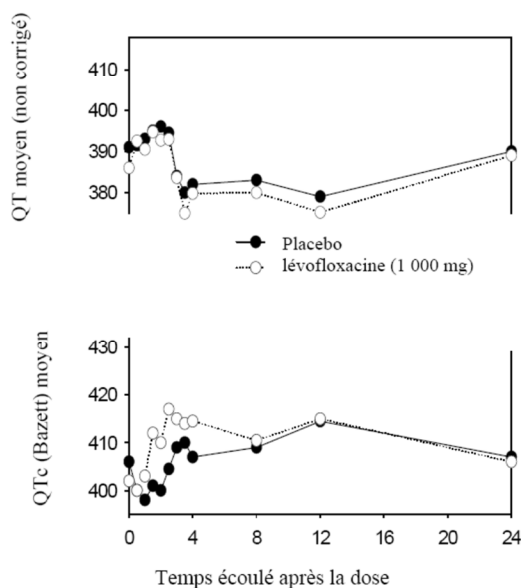 QT moyen (non corrigé)
410
400
390
380
Placebo
lévofloxacine (1 000 mg)
QTc (Bazett) moyen
430
420
410
400
0 4 8 12 16 20 24
Temps écoulé après la dose